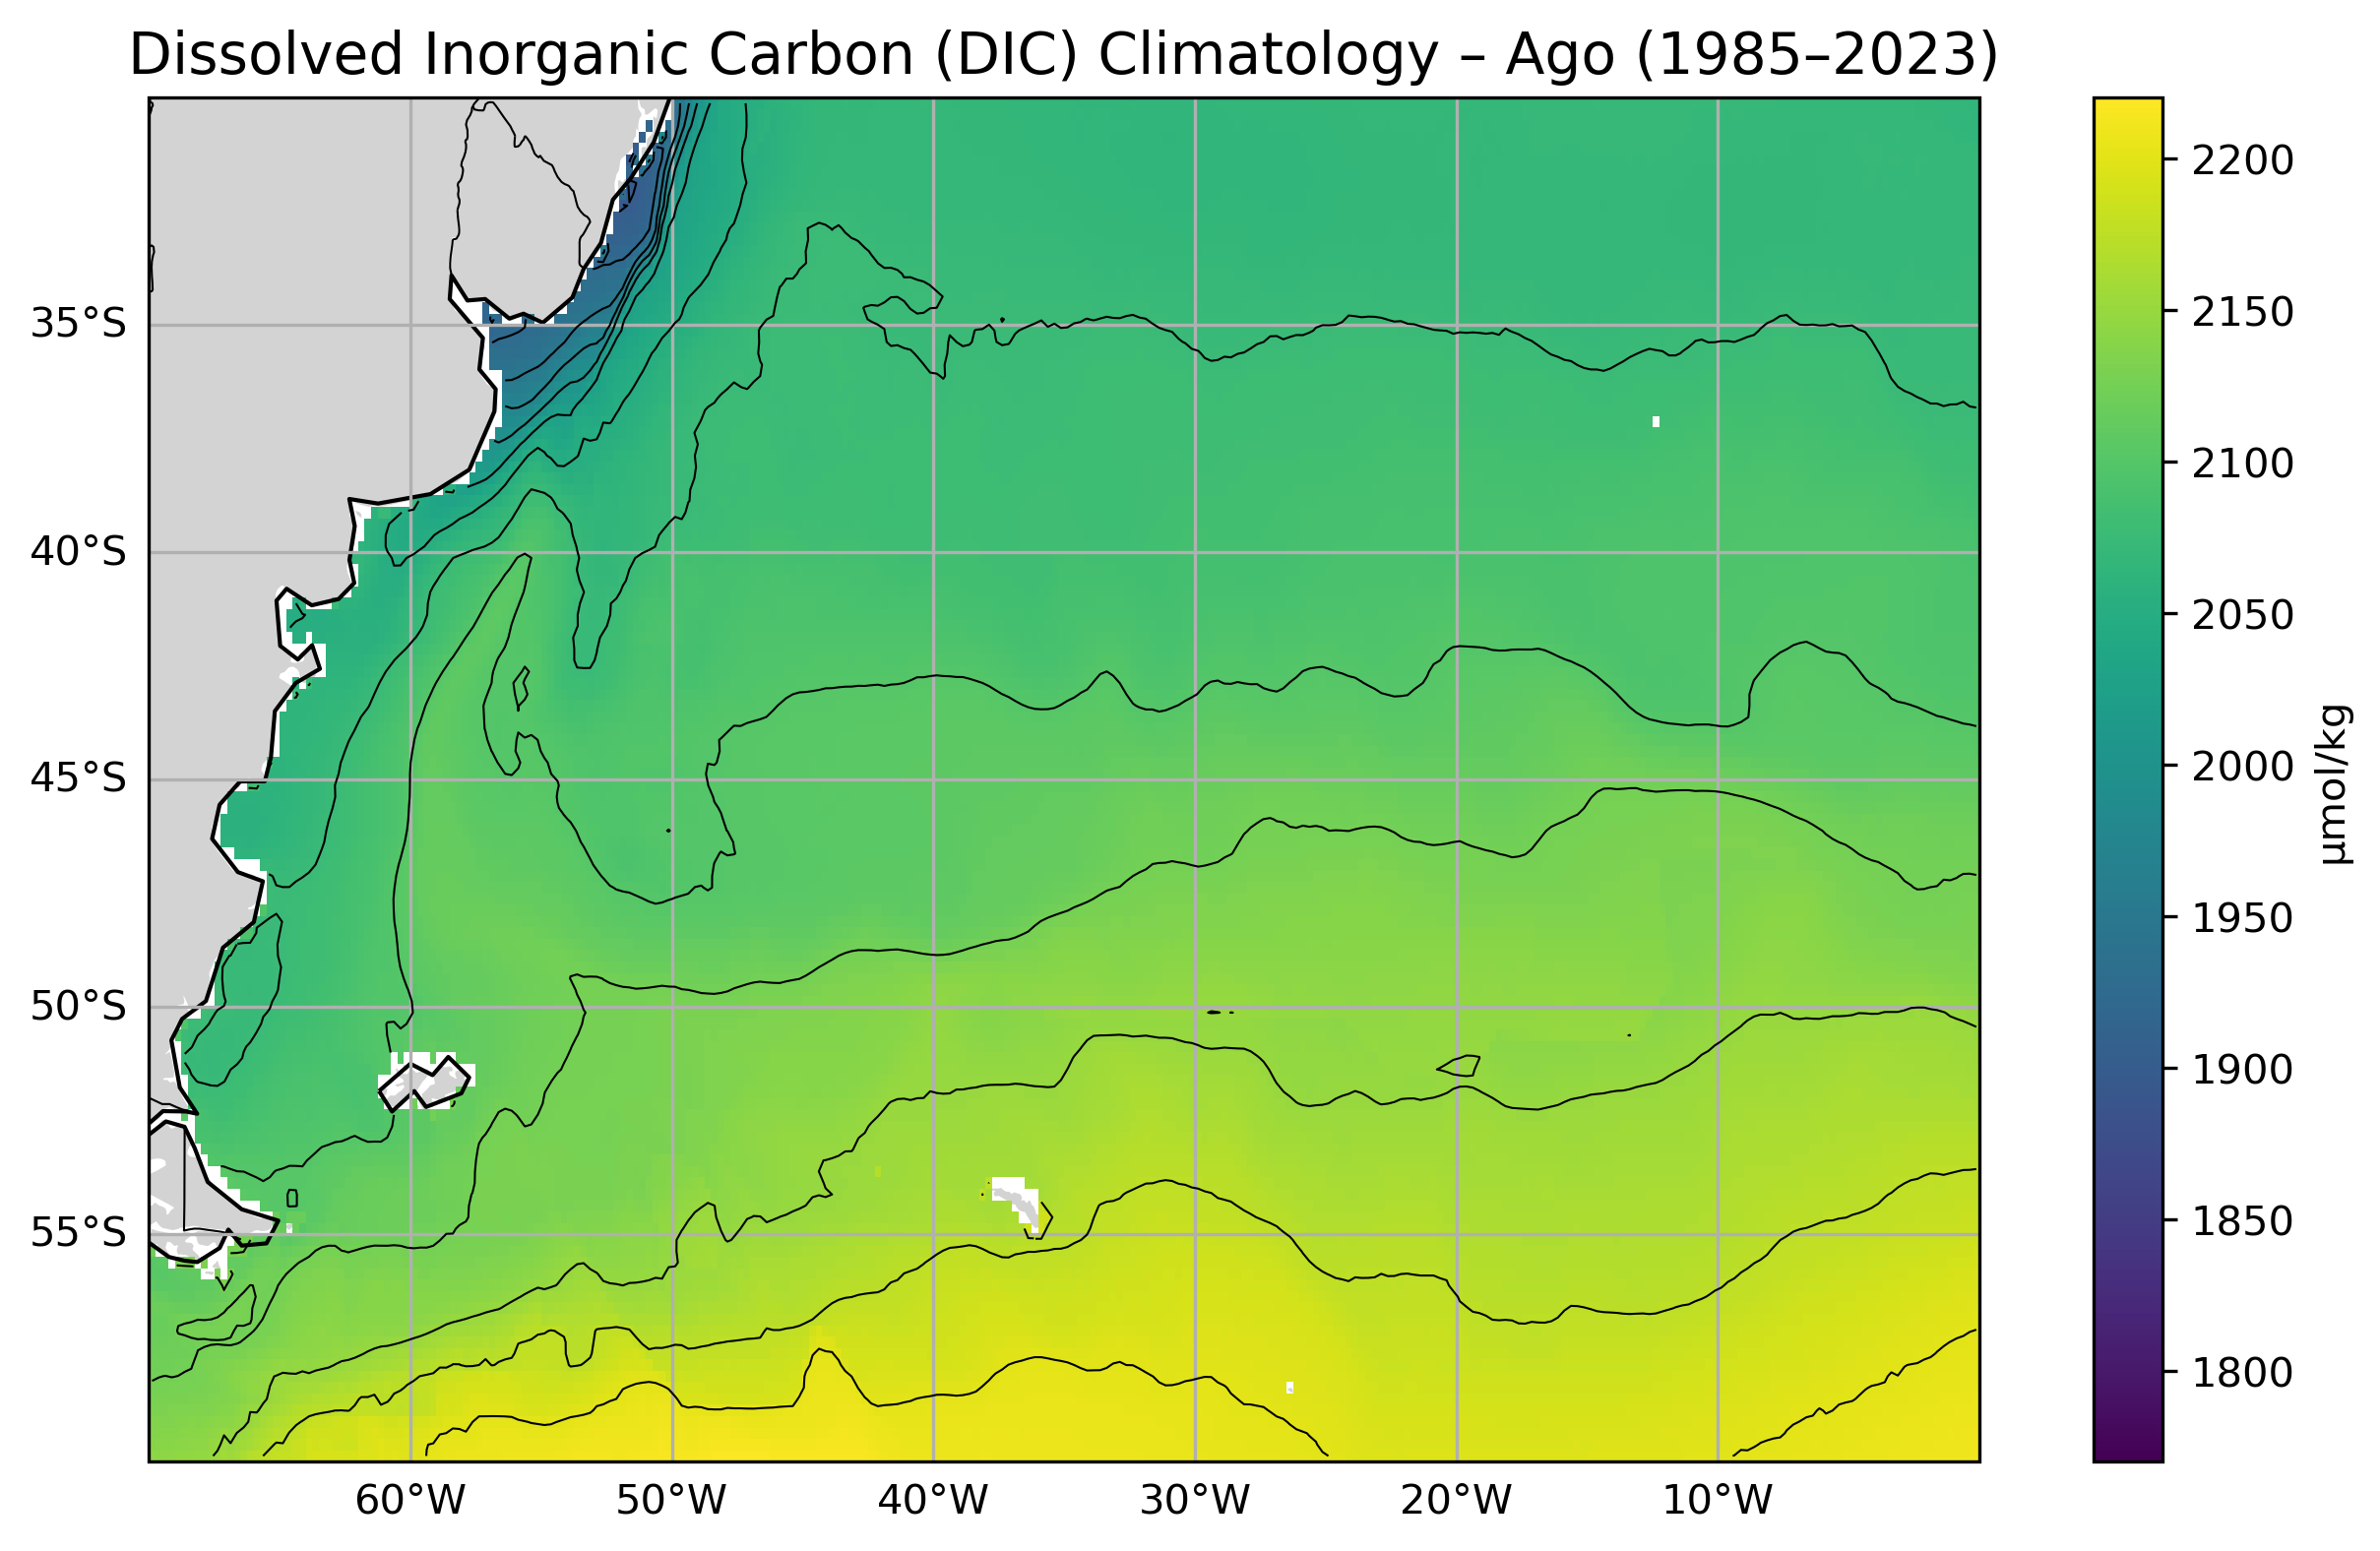 Dissolved Inorganic Carbon (DIC) Climatology – Ago (1985–2023)
35°S
40°S
45°S
50°S
55°S
60°W
50°W
40°W
30°W
20°W
10°W
2200
2150
2100
2050
2000
1950
1900
1850
1800
μmol/kg